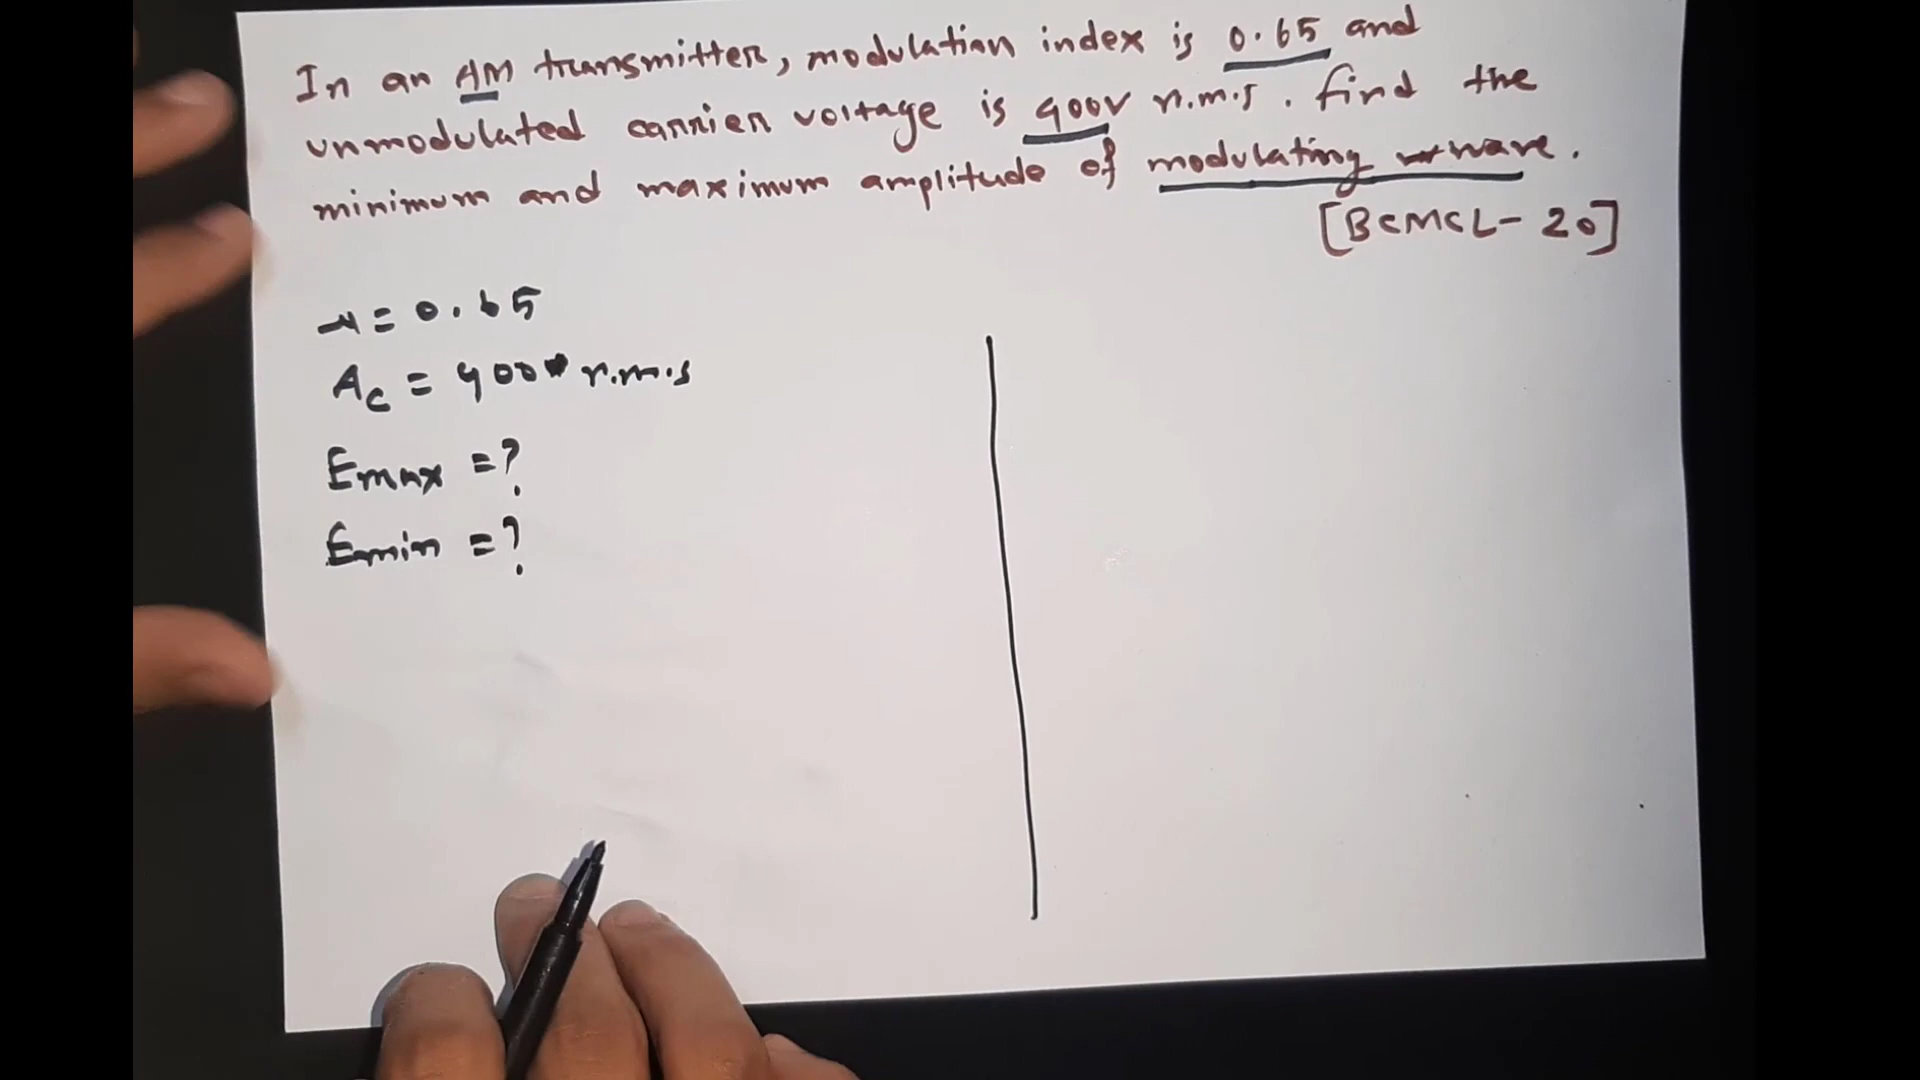 In an AM transmitter, modulation index is 0.65 and
unmodulated carrier voltage is 400V r.m.s. find the
minimum and maximum amplitude of modulating wave.
[BCMCL-20]
μ = 0.65
Ac = 400 r.m.s
Emax = ?
Emin = ?